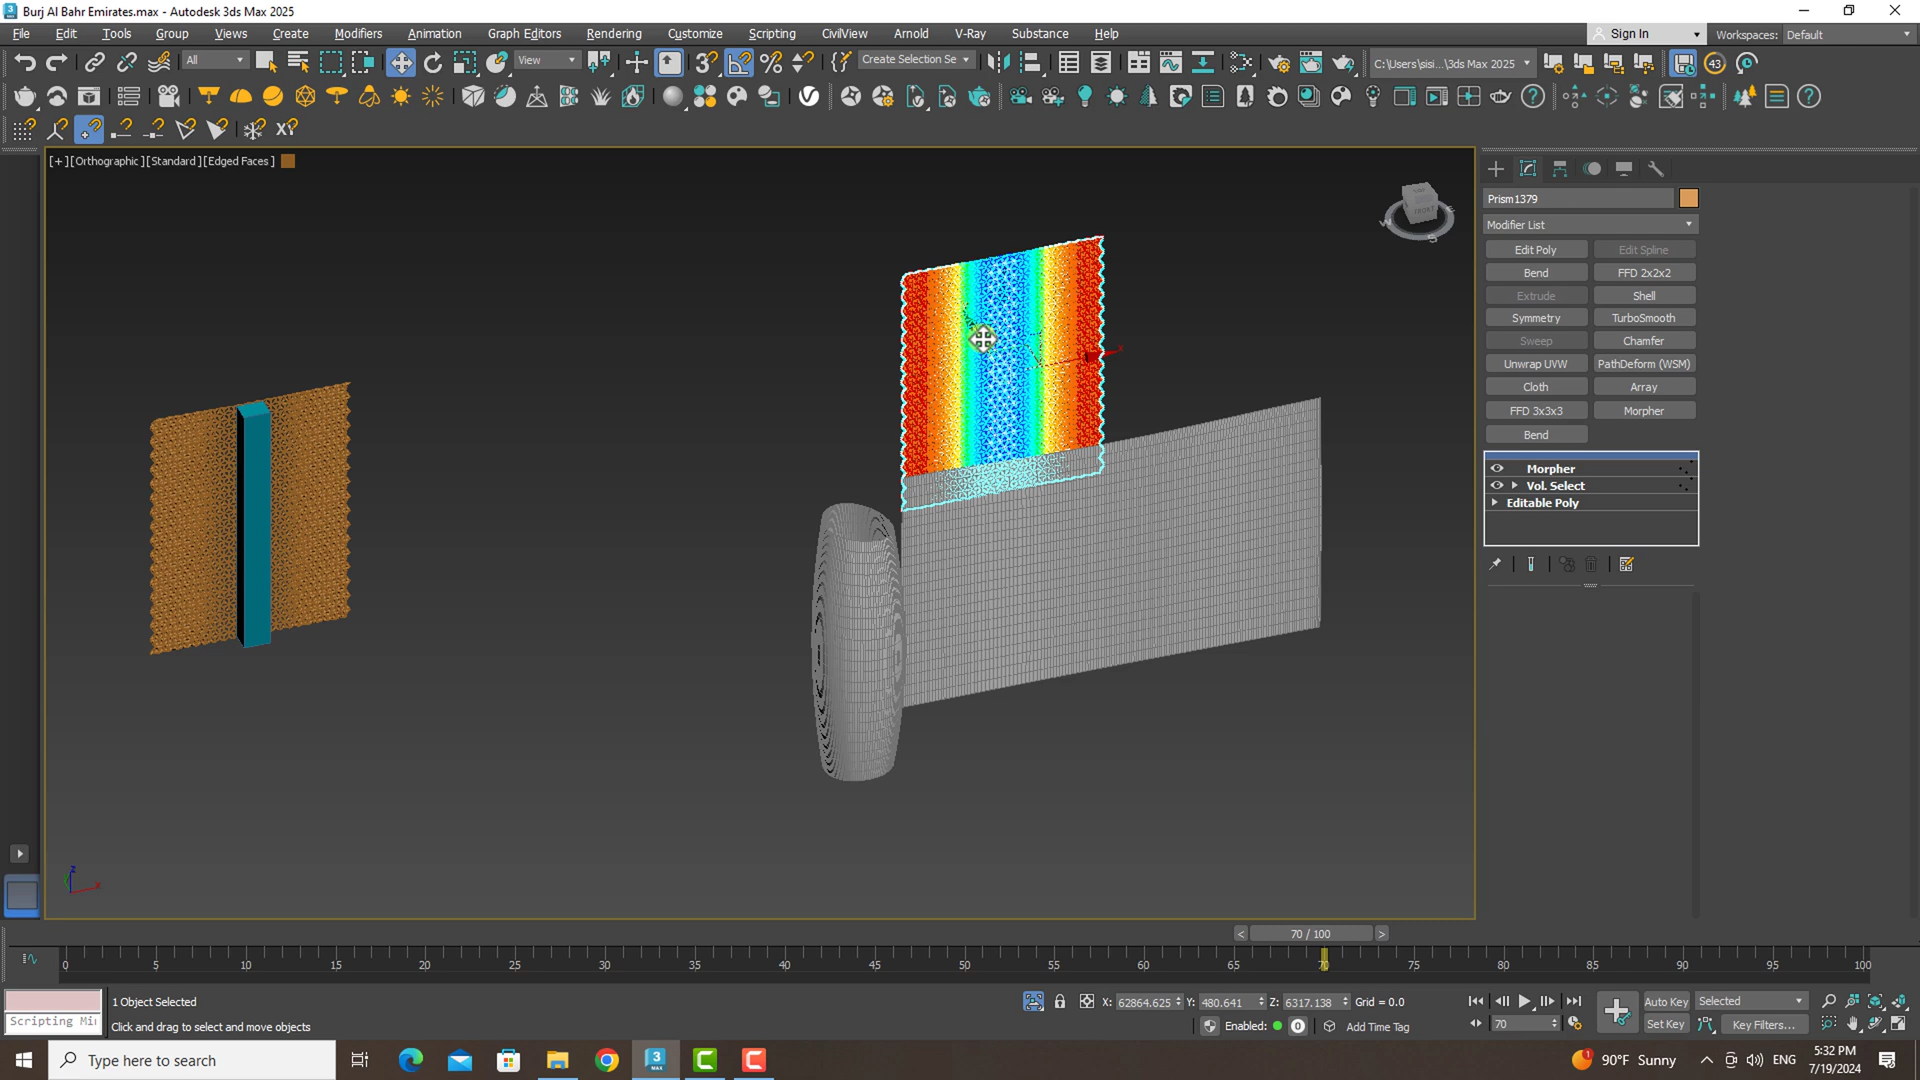 Burj Al Bahr Emirates.max - Autodesk 3ds Max 2025
File Edit Tools Group Views Create Modifiers Animation Graph Editors Rendering Customize Scripting CivilView Arnold V-Ray Substance Help
Sign In Workspaces: Default
All View Create Selection Se C:\Users\sisi...\3ds Max 2025 43
[+][Orthographic][Standard][Edged Faces]
Prism1379
Modifier List
Edit Poly Edit Spline
Bend FFD 2x2x2
Extrude Shell
Symmetry TurboSmooth
Sweep Chamfer
Unwrap UVW PathDeform (WSM)
Cloth Array
FFD 3x3x3 Morpher
Bend
Morpher
Vol. Select
Editable Poly
FRONT
W S E
x
z
x
< 70 / 100 >
0 5 10 15 20 25 30 35 40 45 50 55 60 65 70 75 80 85 90 95 100
1 Object Selected
X: 62864.625 Y: 480.641 Z: 6317.138 Grid = 0.0
Auto Key Selected
Scripting Mi
Click and drag to select and move objects
Enabled: 0 Add Time Tag
70 Set Key Key Filters...
Type here to search
3 MAX
1 90°F Sunny ENG
5:32 PM
7/19/2024